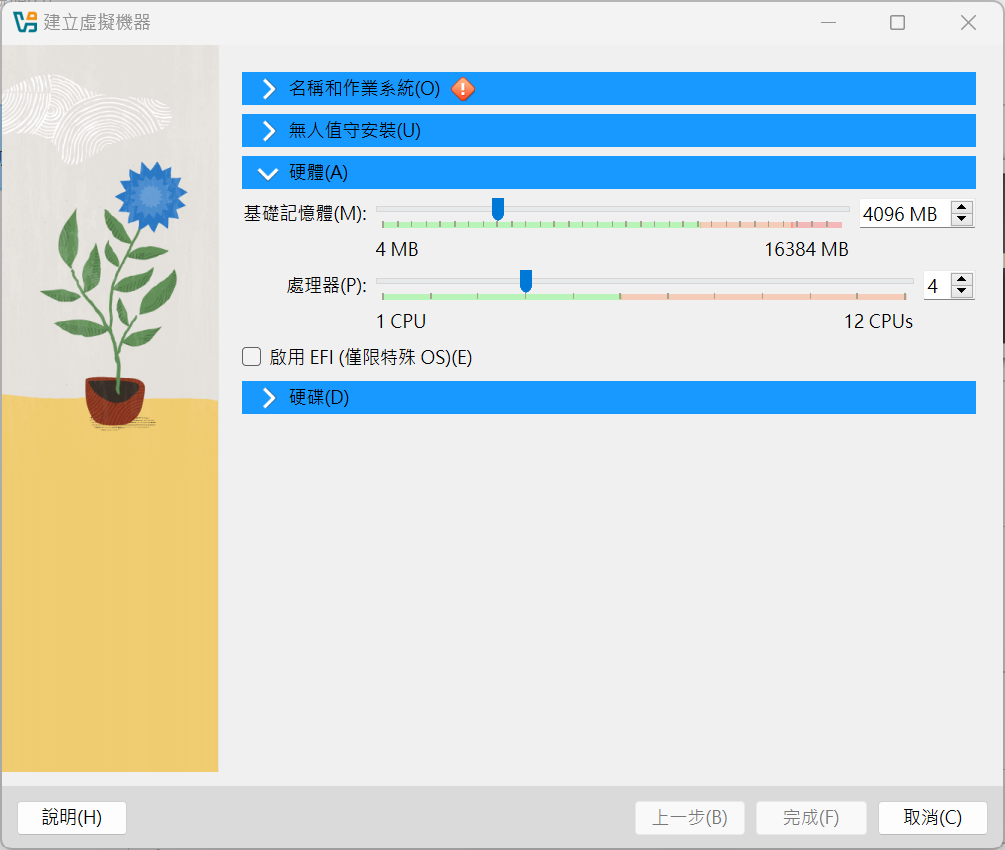 建立虛擬機器
名稱和作業系統(O)
無人值守安裝(U)
硬體(A)
基礎記憶體(M):
4096 MB
4 MB
16384 MB
處理器(P):
4
1 CPU
12 CPUs
啟用 EFI (僅限特殊 OS)(E)
硬碟(D)
說明(H)
上一步(B)
完成(F)
取消(C)